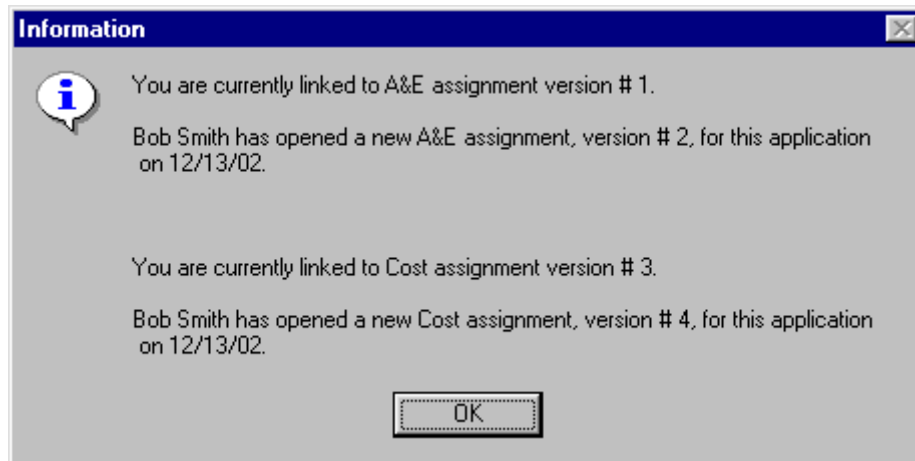 Information
You are currently linked to A&E assignment version # 1.
Bob Smith has opened a new A&E assignment, version # 2, for this application
on 12/13/02.
You are currently linked to Cost assignment version # 3.
Bob Smith has opened a new Cost assignment, version # 4, for this application
on 12/13/02.
OK